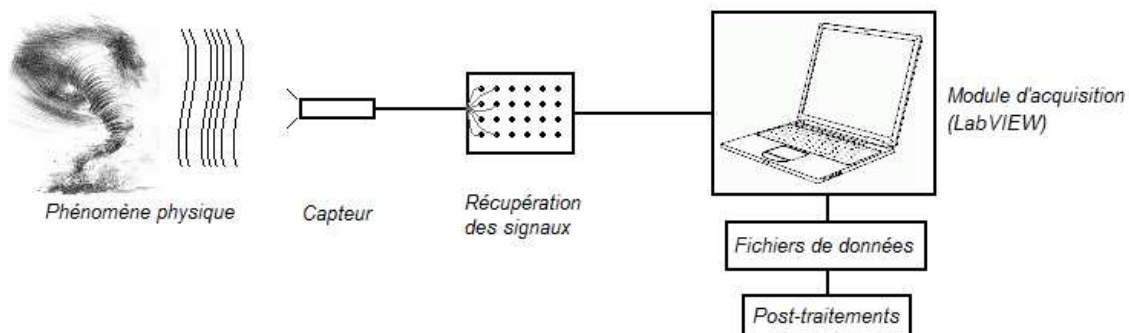 Phénomène physique
Capteur
Récupération
des signaux
Module d'acquisition
(LabVIEW)
Fichiers de données
Post-traitements